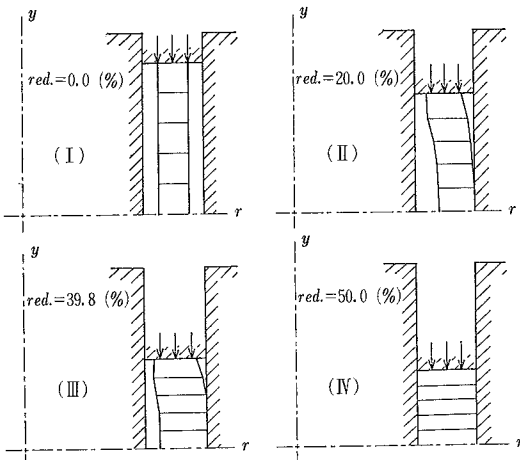 y
red.=0.0 (%)
(Ⅰ)
r
y
red.=20.0 (%)
(Ⅱ)
r
y
red.=39.8 (%)
(Ⅲ)
r
y
red.=50.0 (%)
(Ⅳ)
r